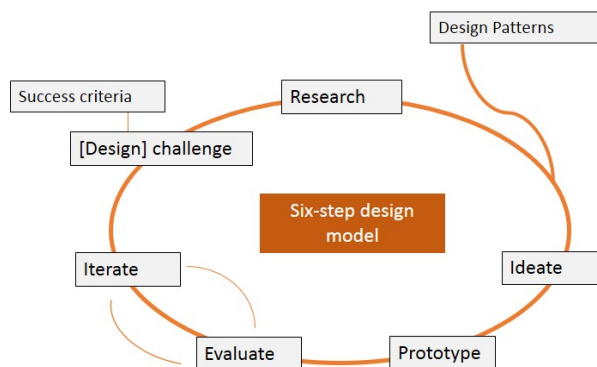 Design Patterns
Research
Success criteria
[Design] challenge
Six-step design
model
Iterate
Ideate
Evaluate
Prototype